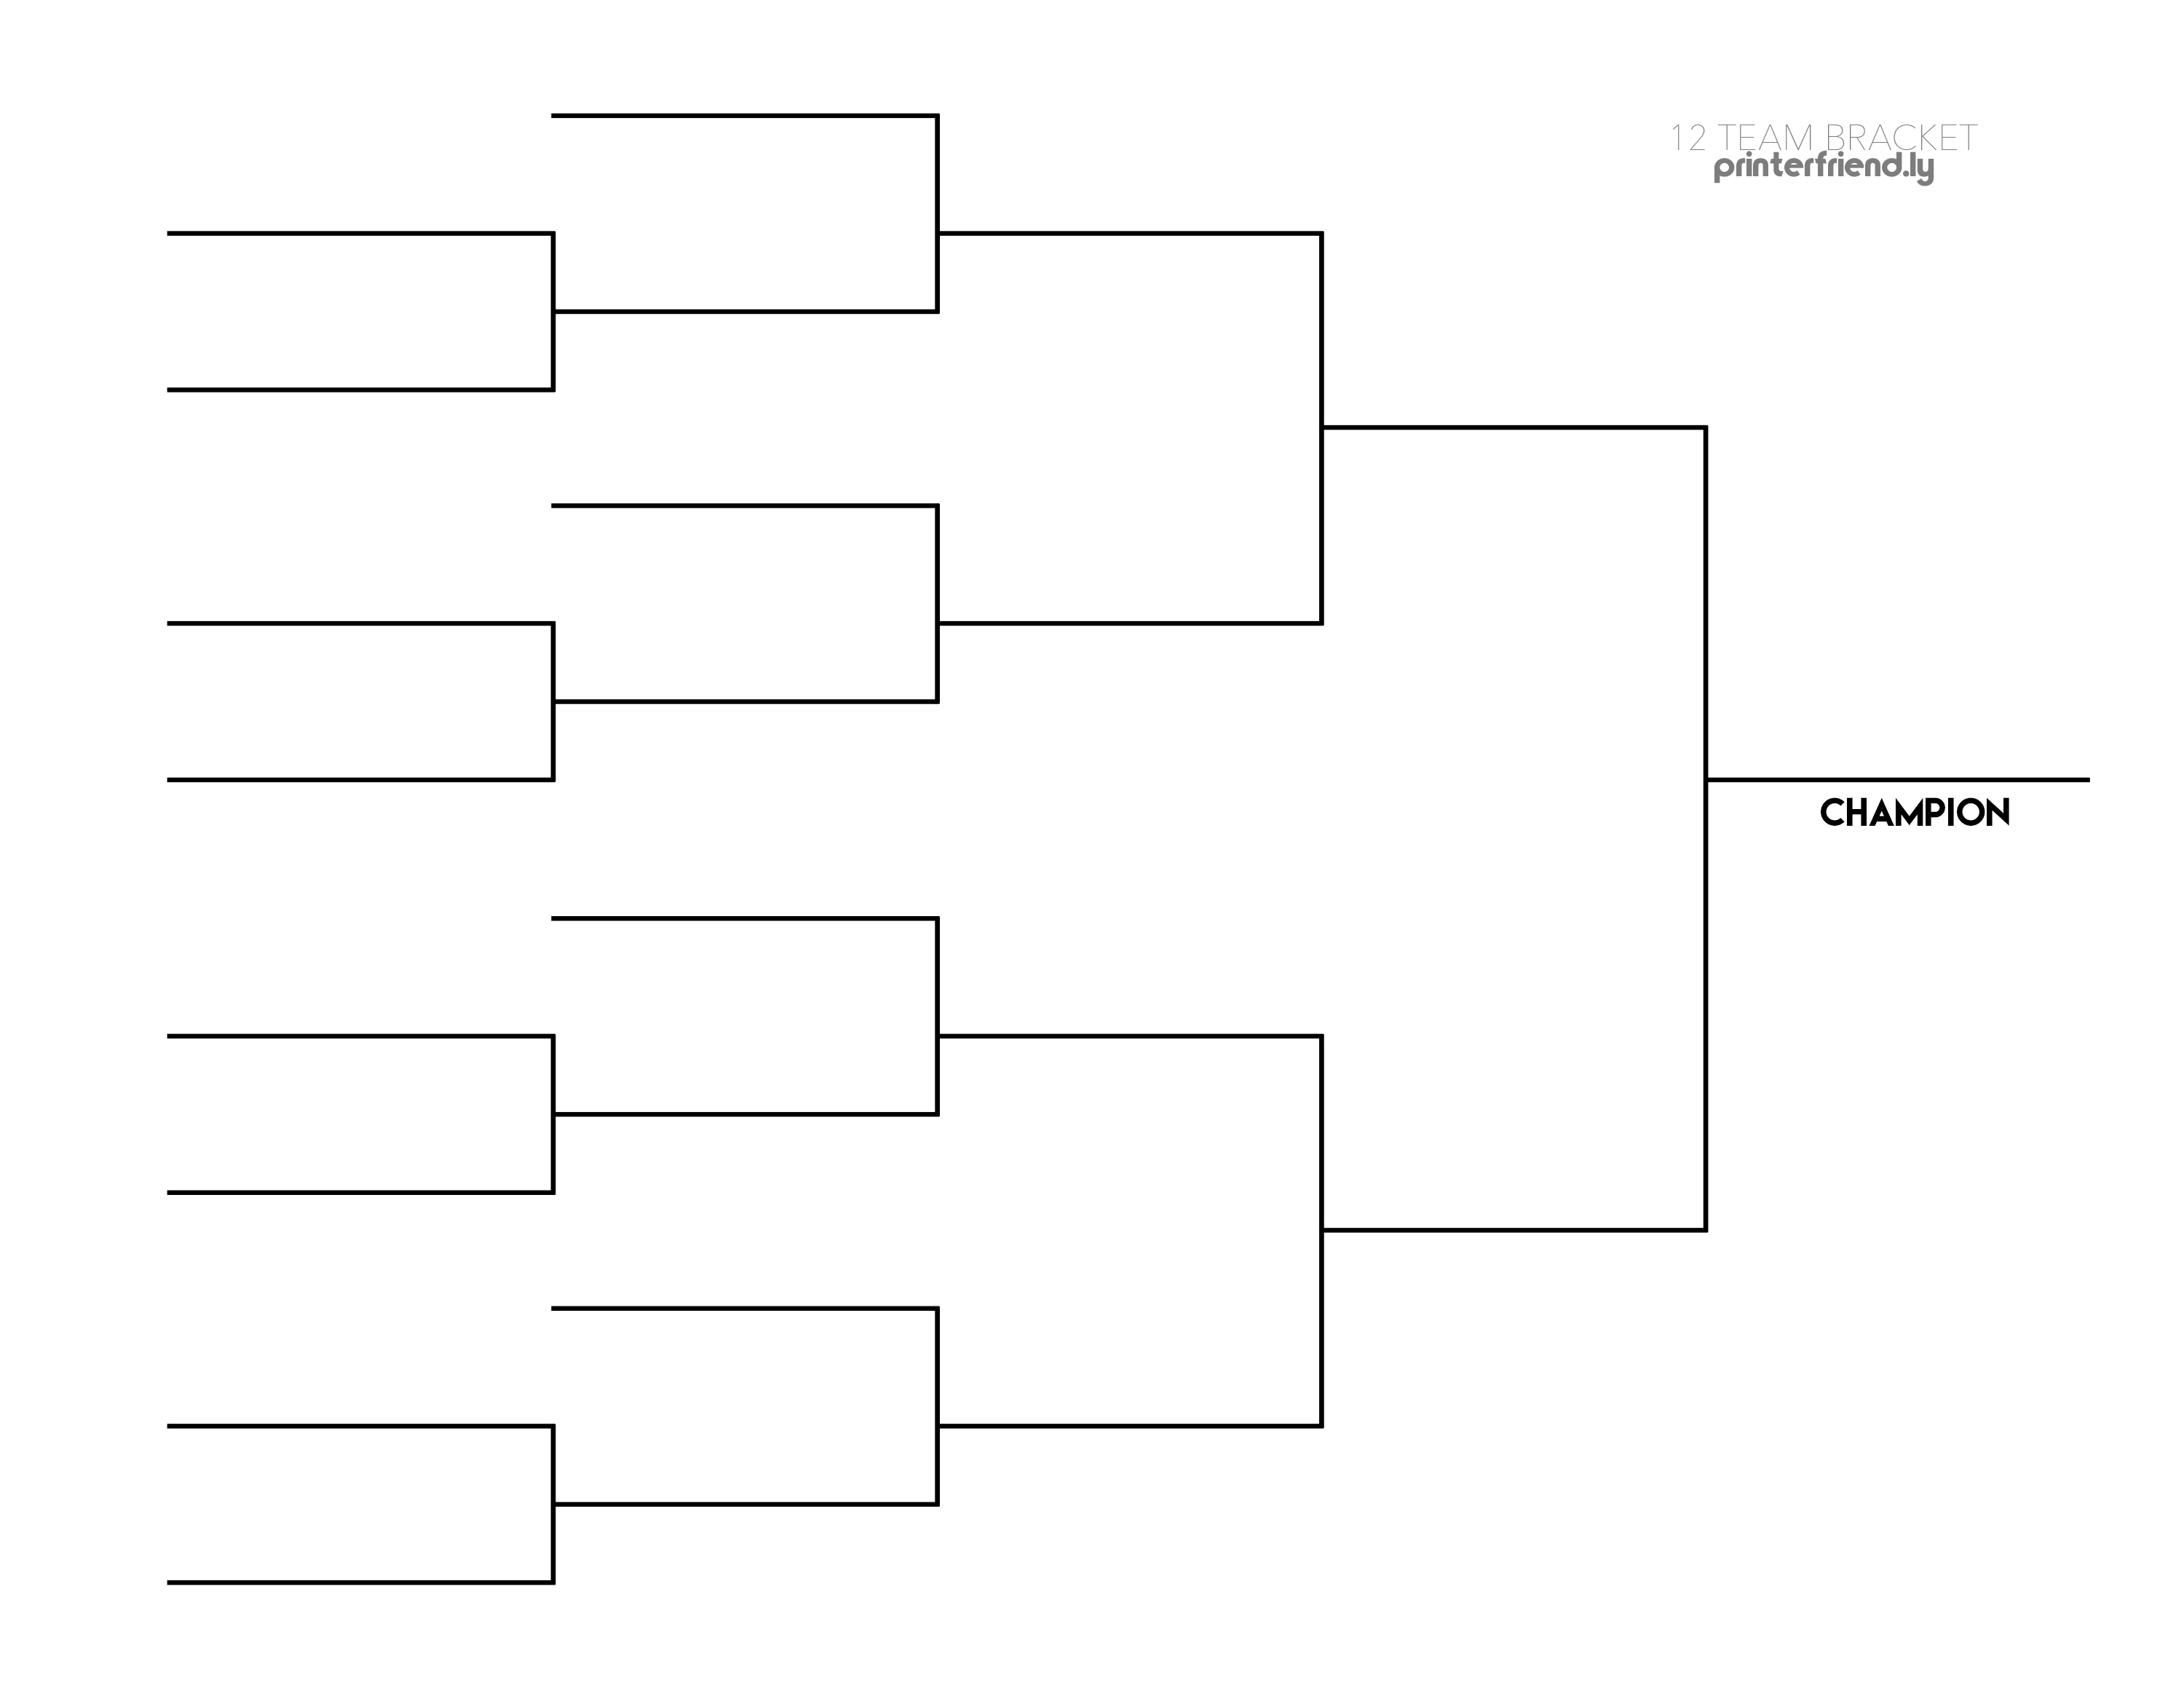 12 TEAM BRACKET
printerfriend.ly
CHAMPION